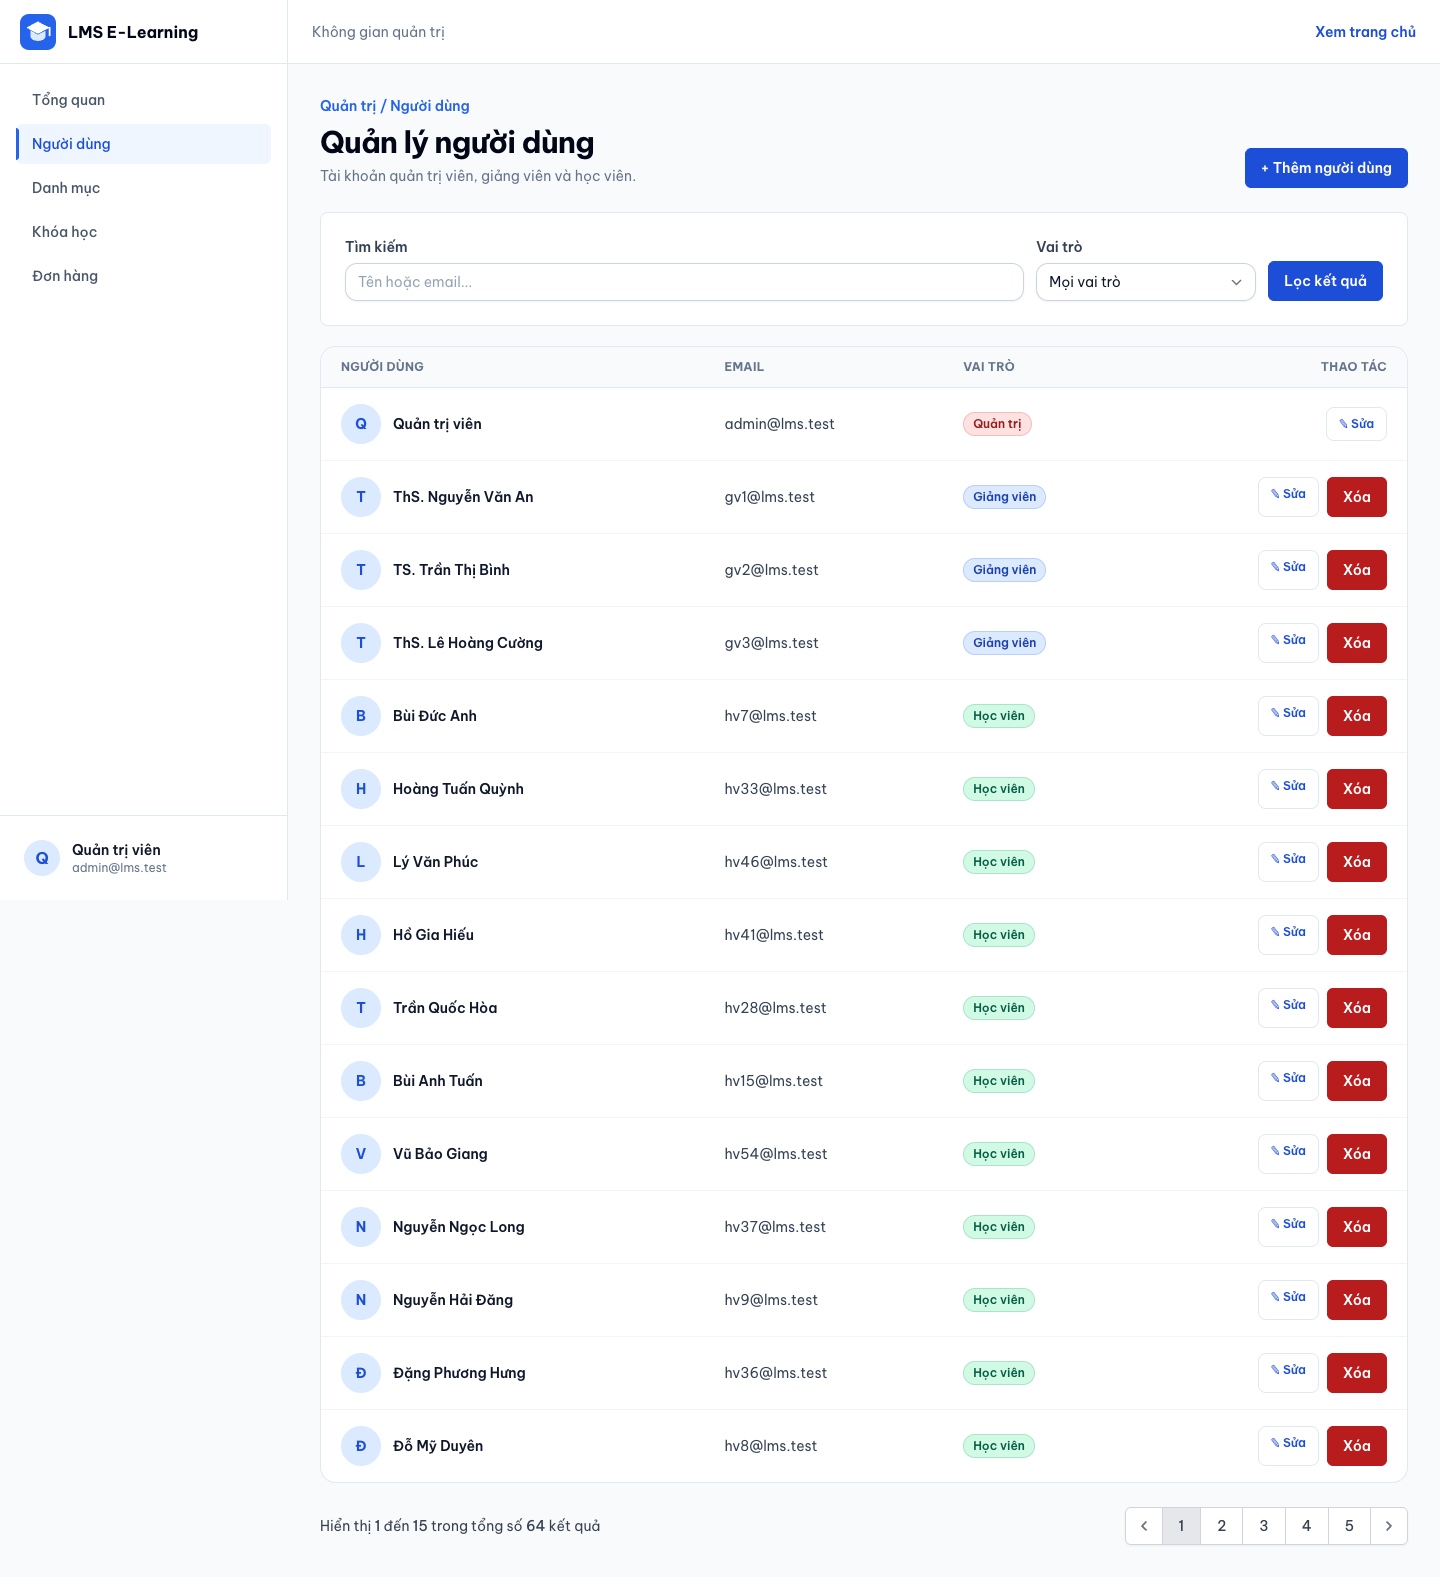 LMS E-Learning
Không gian quản trị
Xem trang chủ
Tổng quan
Người dùng
Danh mục
Khóa học
Đơn hàng
Quản trị viên
admin@lms.test
Quản trị / Người dùng
Quản lý người dùng
Tài khoản quản trị viên, giảng viên và học viên.
+ Thêm người dùng
Tìm kiếm
Vai trò
Tên hoặc email...
Mọi vai trò
Lọc kết quả
NGƯỜI DÙNG EMAIL VAI TRÒ THAO TÁC
Q Quản trị viên admin@lms.test Quản trị ✎ Sửa
T ThS. Nguyễn Văn An gv1@lms.test Giảng viên ✎ Sửa Xóa
T TS. Trần Thị Bình gv2@lms.test Giảng viên ✎ Sửa Xóa
T ThS. Lê Hoàng Cường gv3@lms.test Giảng viên ✎ Sửa Xóa
B Bùi Đức Anh hv7@lms.test Học viên ✎ Sửa Xóa
H Hoàng Tuấn Quỳnh hv33@lms.test Học viên ✎ Sửa Xóa
L Lý Văn Phúc hv46@lms.test Học viên ✎ Sửa Xóa
H Hồ Gia Hiếu hv41@lms.test Học viên ✎ Sửa Xóa
T Trần Quốc Hòa hv28@lms.test Học viên ✎ Sửa Xóa
B Bùi Anh Tuấn hv15@lms.test Học viên ✎ Sửa Xóa
V Vũ Bảo Giang hv54@lms.test Học viên ✎ Sửa Xóa
N Nguyễn Ngọc Long hv37@lms.test Học viên ✎ Sửa Xóa
N Nguyễn Hải Đăng hv9@lms.test Học viên ✎ Sửa Xóa
Đ Đặng Phương Hưng hv36@lms.test Học viên ✎ Sửa Xóa
Đ Đỗ Mỹ Duyên hv8@lms.test Học viên ✎ Sửa Xóa
Hiển thị 1 đến 15 trong tổng số 64 kết quả
1 2 3 4 5
Q